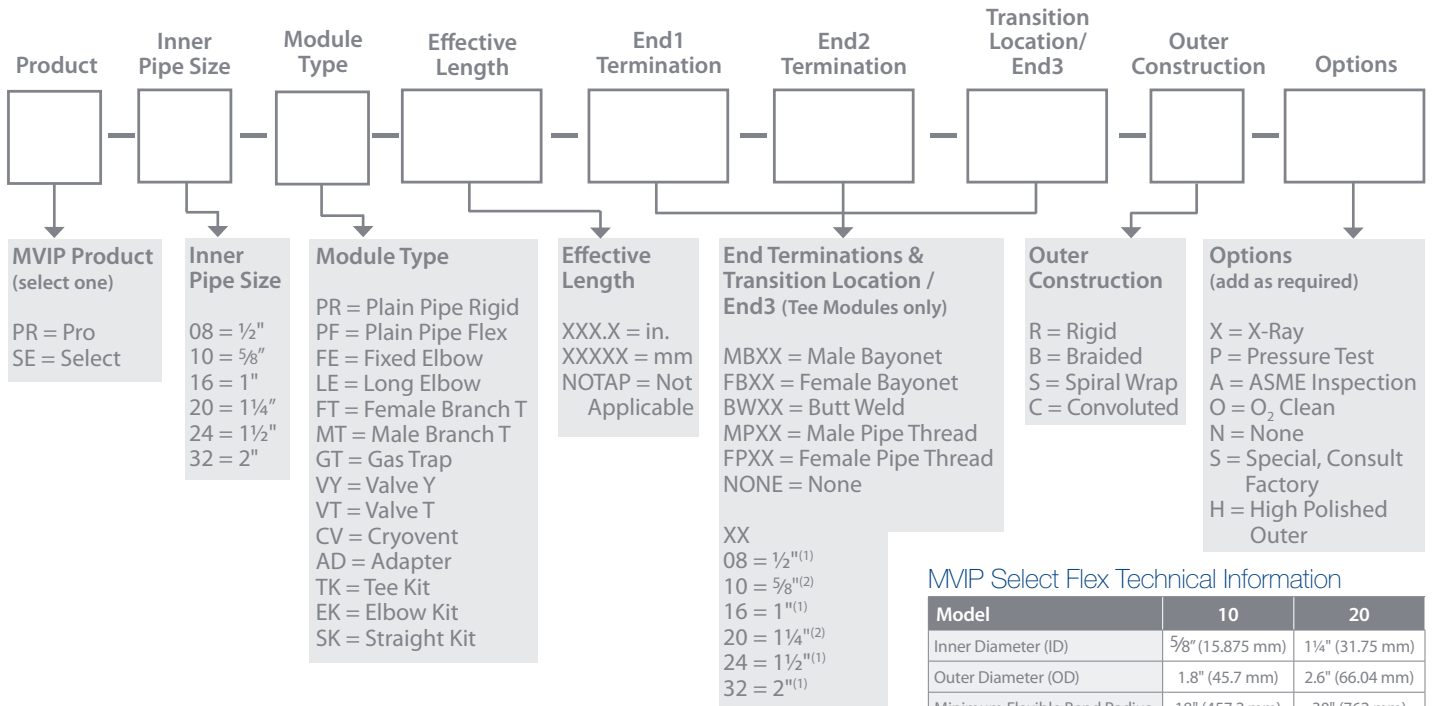 Product
Inner
Pipe Size
Module
Type
Effective
Length
End1
Termination
End2
Termination
Transition
Location/
End3
Outer
Construction
Options
MVIP Product
(select one)
PR = Pro
SE = Select
Inner
Pipe Size
08 = ½"
10 = ⅝"
16 = 1"
20 = 1¼"
24 = 1½"
32 = 2"
Module Type
PR = Plain Pipe Rigid
PF = Plain Pipe Flex
FE = Fixed Elbow
LE = Long Elbow
FT = Female Branch T
MT = Male Branch T
GT = Gas Trap
VY = Valve Y
VT = Valve T
CV = Cryovent
AD = Adapter
TK = Tee Kit
EK = Elbow Kit
SK = Straight Kit
Effective
Length
XXX.X = in.
XXXXX = mm
NOTAP = Not
Applicable
End Terminations &
Transition Location /
End3 (Tee Modules only)
MBXX = Male Bayonet
FBXX = Female Bayonet
BWXX = Butt Weld
MPXX = Male Pipe Thread
FPXX = Female Pipe Thread
NONE = None
XX
08 = ½"(1)
10 = ⅝"(2)
16 = 1"(1)
20 = 1¼"(2)
24 = 1½"(1)
32 = 2"(1)
Outer
Construction
R = Rigid
B = Braided
S = Spiral Wrap
C = Convoluted
Options
(add as required)
X = X-Ray
P = Pressure Test
A = ASME Inspection
O = O₂ Clean
N = None
S = Special, Consult
Factory
H = High Polished
Outer
MVIP Select Flex Technical Information
Model 10 20
Inner Diameter (ID) ⅝" (15.875 mm) 1¼" (31.75 mm)
Outer Diameter (OD) 1.8" (45.7 mm) 2.6" (66.04 mm)